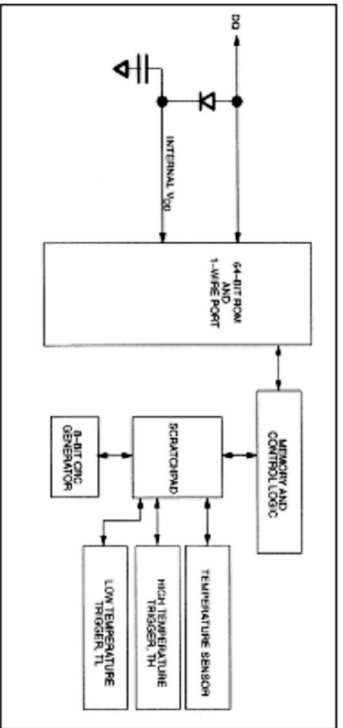 DQ
INTERNAL VDD
64-BIT ROM
AND
1-WIRE PORT
MEMORY AND
CONTROL LOGIC
SCRATCHPAD
8-BIT CRC
GENERATOR
TEMPERATURE SENSOR
HIGH TEMPERATURE
TRIGGER, TH
LOW TEMPERATURE
TRIGGER, TL